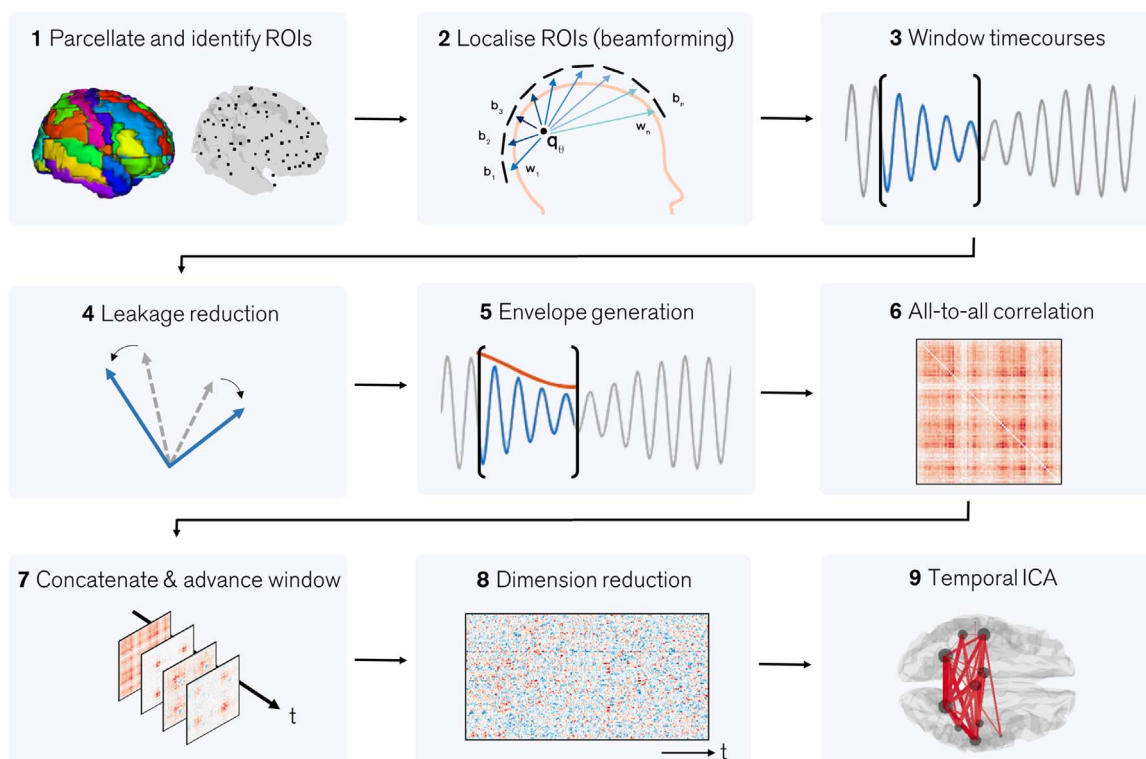 1 Parcellate and identify ROIs
2 Localise ROIs (beamforming)
3 Window timecourses
b₃
bₙ
b₂
qθ
wₙ
b₁
w₁
4 Leakage reduction
5 Envelope generation
6 All-to-all correlation
7 Concatenate & advance window
8 Dimension reduction
9 Temporal ICA
t
t